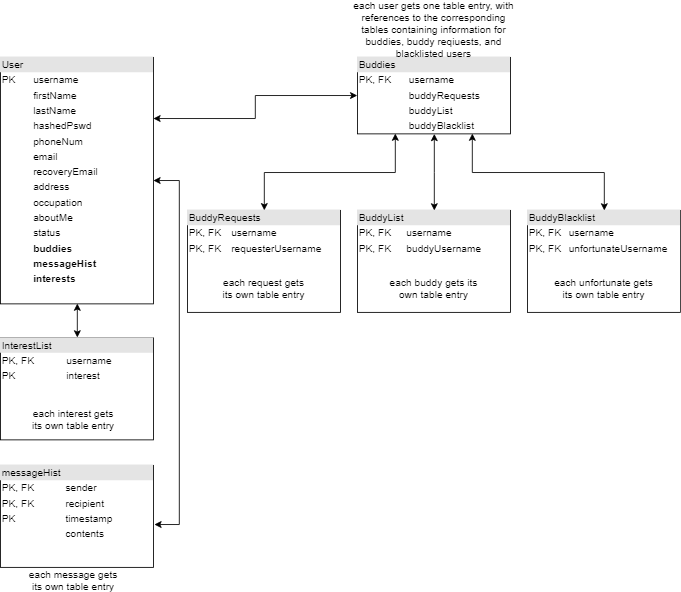 each user gets one table entry, with
references to the corresponding
tables containing information for
buddies, buddy reqiuests, and
blacklisted users
User
PK username
firstName
lastName
hashedPswd
phoneNum
email
recoveryEmail
address
occupation
aboutMe
status
buddies
messageHist
interests
Buddies
PK, FK username
buddyRequests
buddyList
buddyBlacklist
BuddyRequests
PK, FK username
PK, FK requesterUsername
each request gets
its own table entry
BuddyList
PK, FK username
PK, FK buddyUsername
each buddy gets its
own table entry
BuddyBlacklist
PK, FK username
PK, FK unfortunateUsername
each unfortunate gets
its own table entry
InterestList
PK, FK username
PK interest
each interest gets
its own table entry
messageHist
PK, FK sender
PK, FK recipient
PK timestamp
contents
each message gets
its own table entry